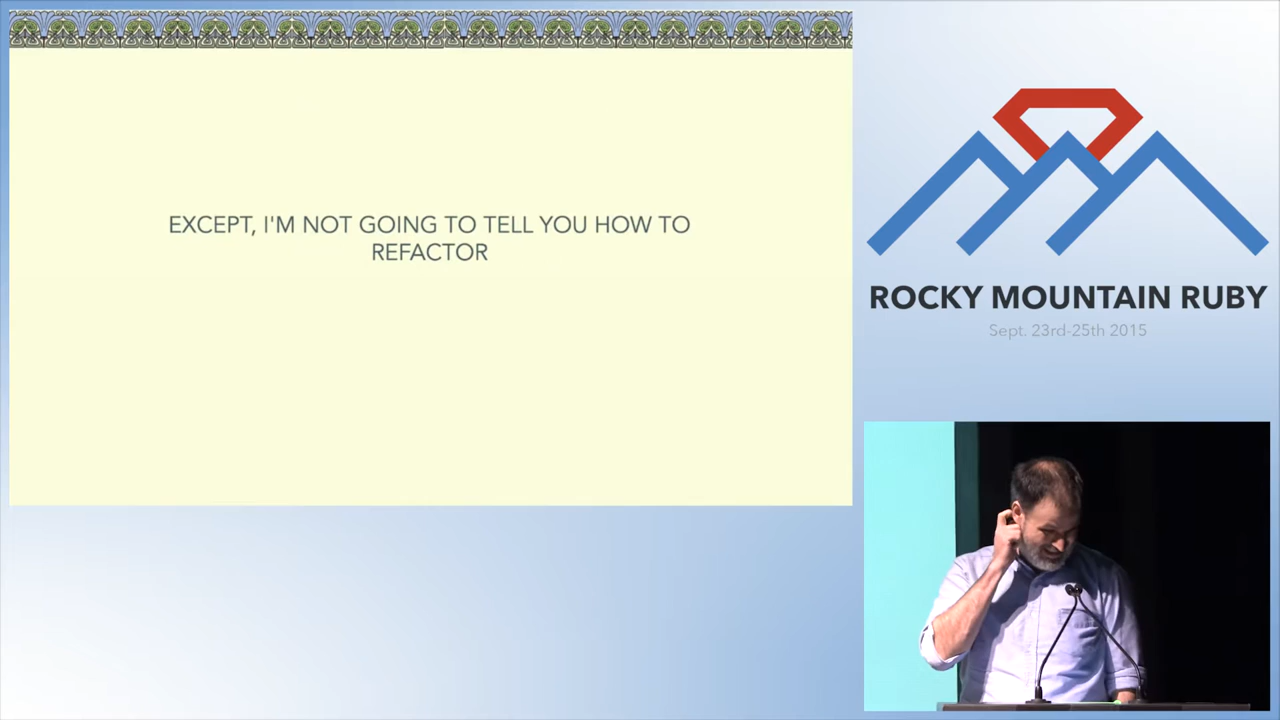 EXCEPT, I'M NOT GOING TO TELL YOU HOW TO
REFACTOR
ROCKY MOUNTAIN RUBY
Sept. 23rd-25th 2015